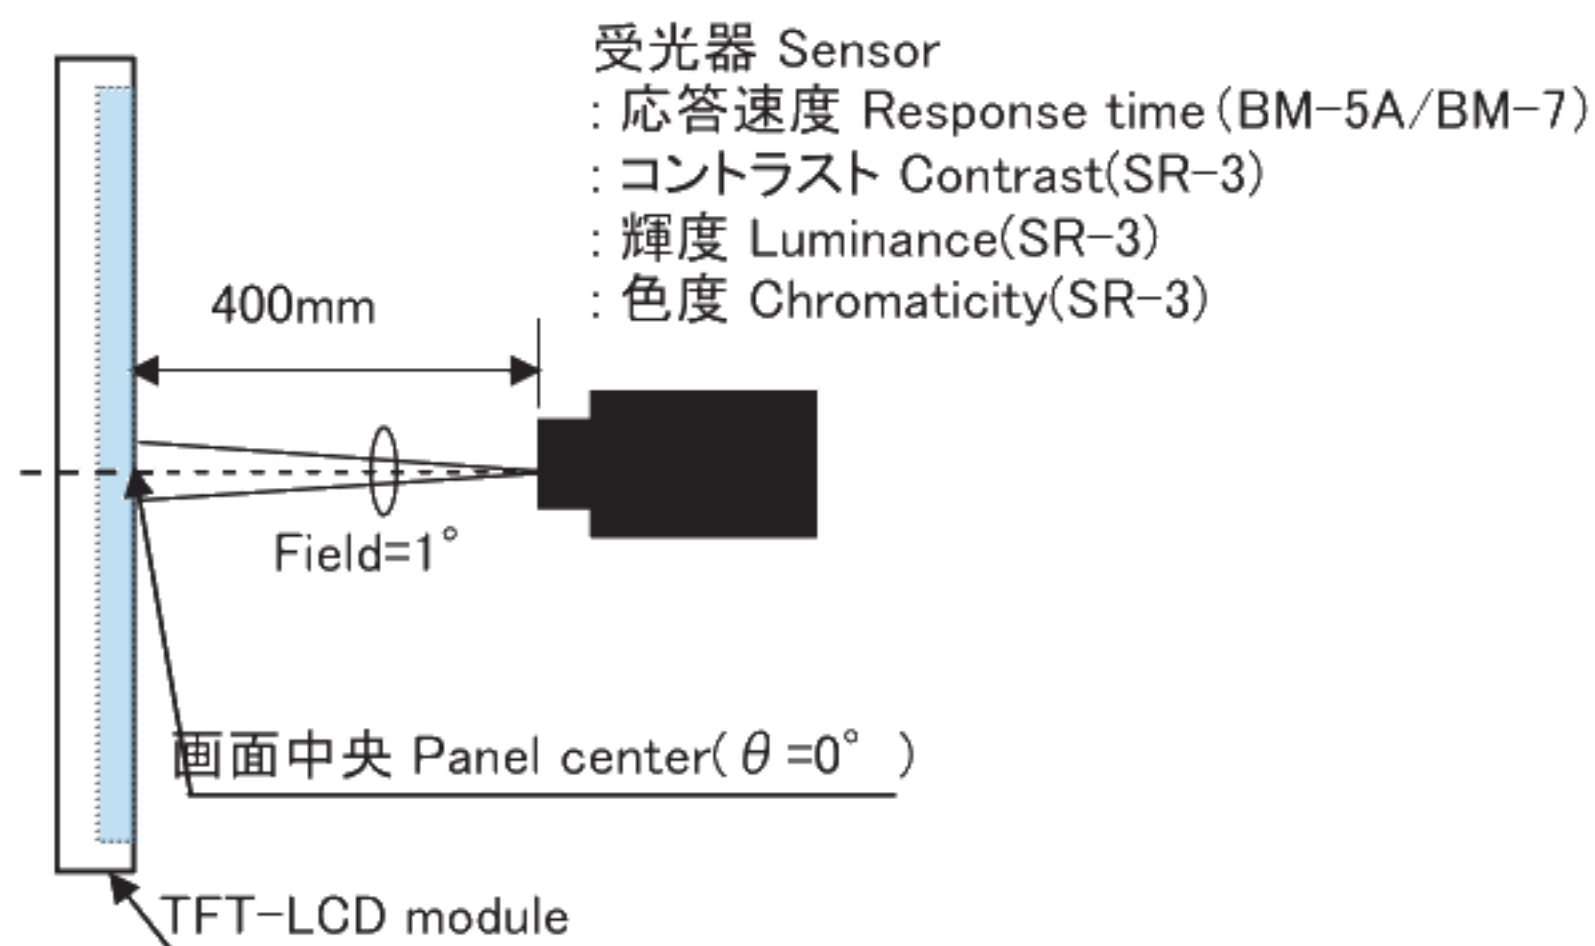 受光器 Sensor
: 応答速度 Response time(BM-5A/BM-7)
: コントラスト Contrast(SR-3)
: 輝度 Luminance(SR-3)
: 色度 Chromaticity(SR-3)
400mm
Field=1°
画面中央 Panel center( θ =0° )
TFT-LCD module